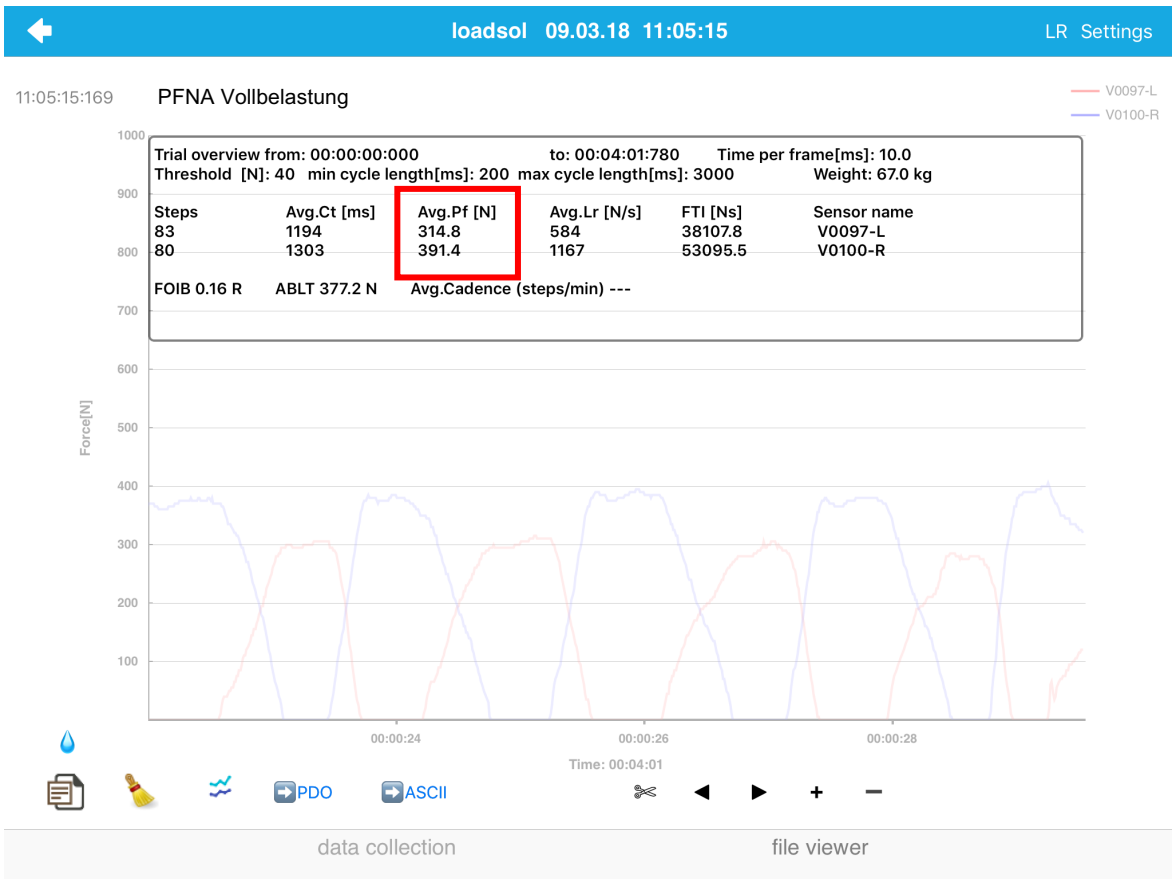 loadsol 09.03.18 11:05:15
LR Settings
11:05:15:169
PFNA Vollbelastung
V0097-L
V0100-R
Trial overview from: 00:00:00:000 to: 00:04:01:780 Time per frame[ms]: 10.0
Threshold [N]: 40 min cycle length[ms]: 200 max cycle length[ms]: 3000 Weight: 67.0 kg
Steps Avg.Ct [ms] Avg.Pf [N] Avg.Lr [N/s] FTI [Ns] Sensor name
83 1194 314.8 584 38107.8 V0097-L
80 1303 391.4 1167 53095.5 V0100-R
FOIB 0.16 R ABLT 377.2 N Avg.Cadence (steps/min) ---
1000
900
800
700
600
500
400
300
200
100
Force[N]
00:00:24 00:00:26 00:00:28
Time: 00:04:01
PDO
ASCII
data collection
file viewer